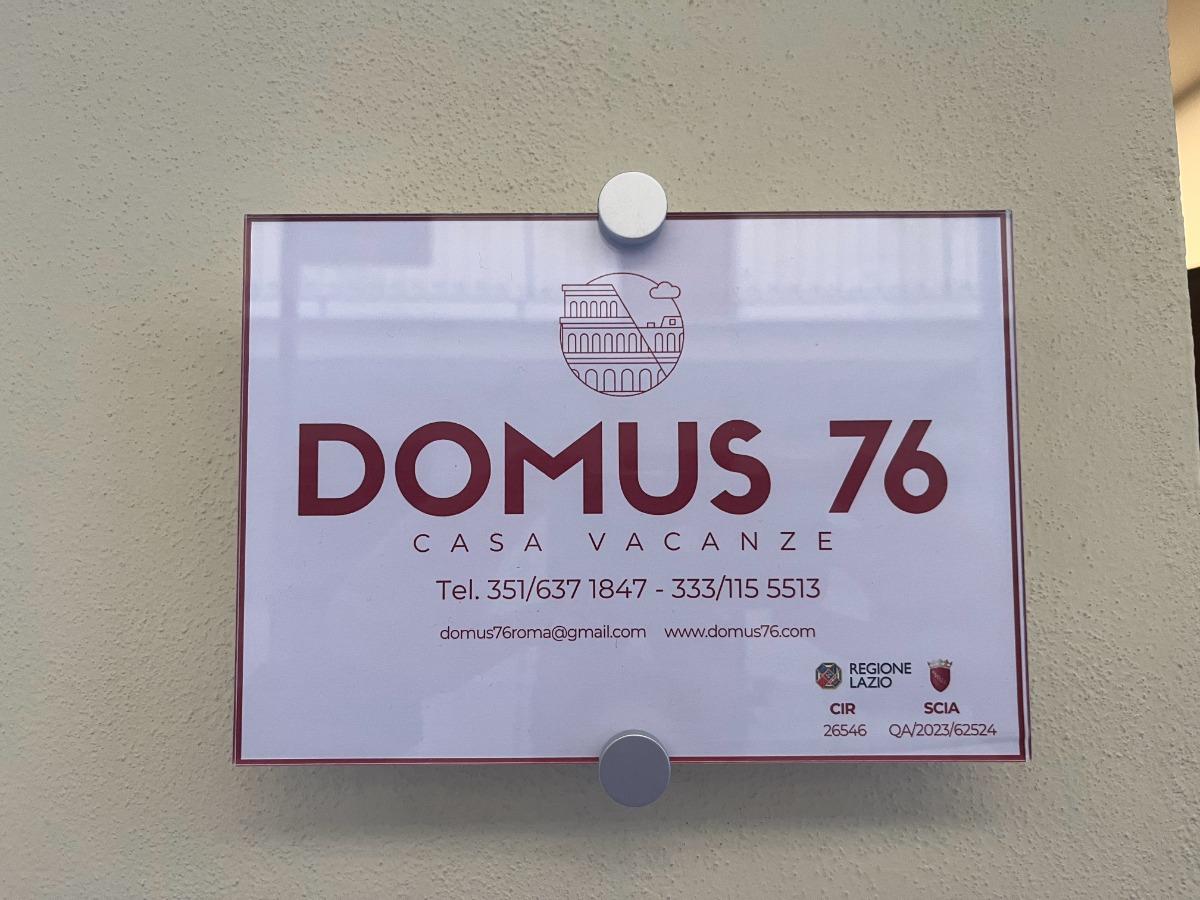 DOMUS 76
CASA VACANZE
Tel. 351/637 1847 - 333/115 5513
domus76roma@gmail.com www.domus76.com
REGIONE
LAZIO
CIR SCIA
26546 QA/2023/62524